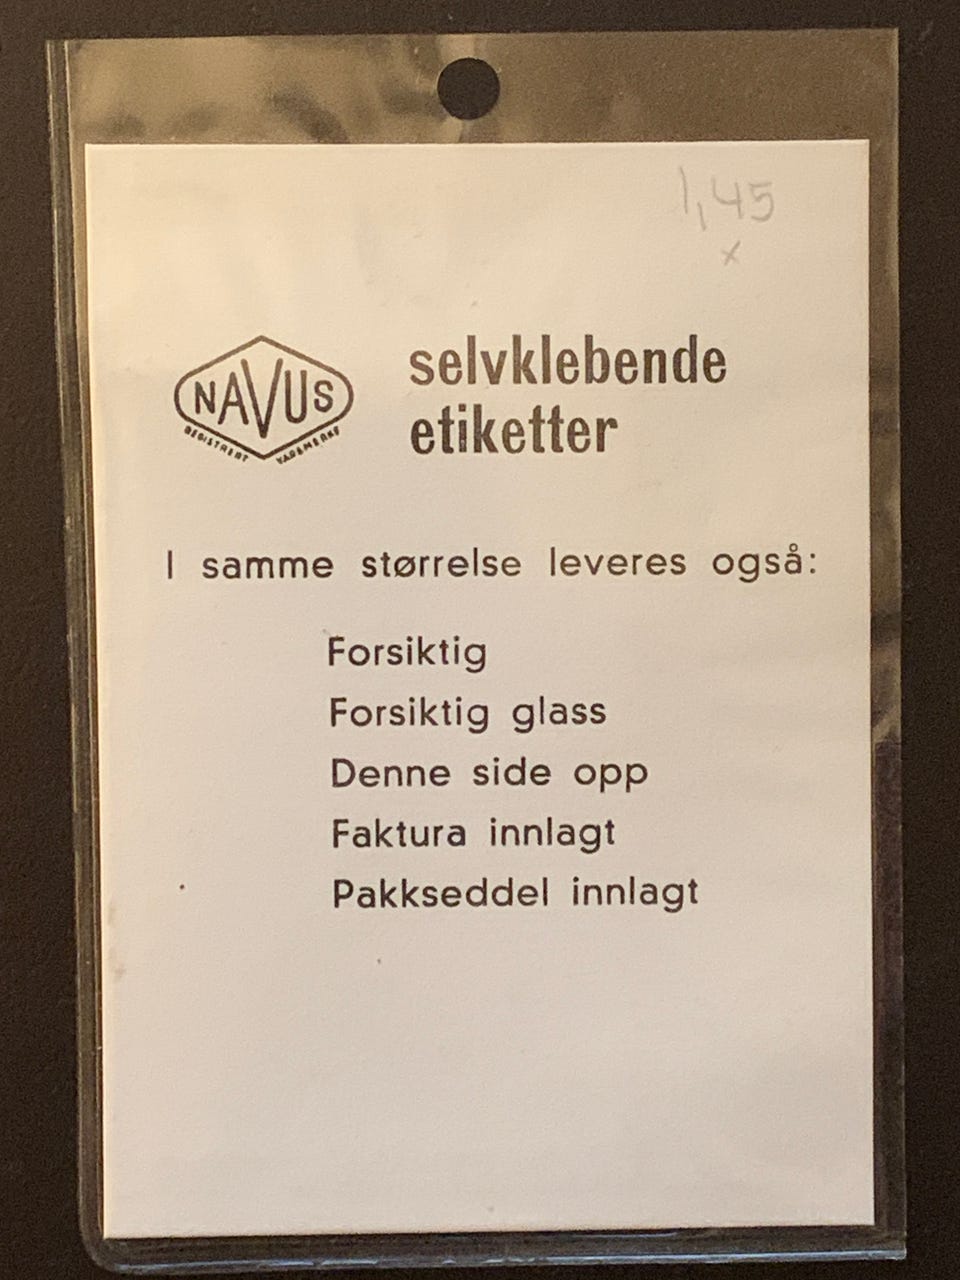 1,45
x
NAVUS
REGISTRERT VAREMERKE
selvklebende
etiketter
I samme størrelse leveres også:
Forsiktig
Forsiktig glass
Denne side opp
Faktura innlagt
Pakkseddel innlagt